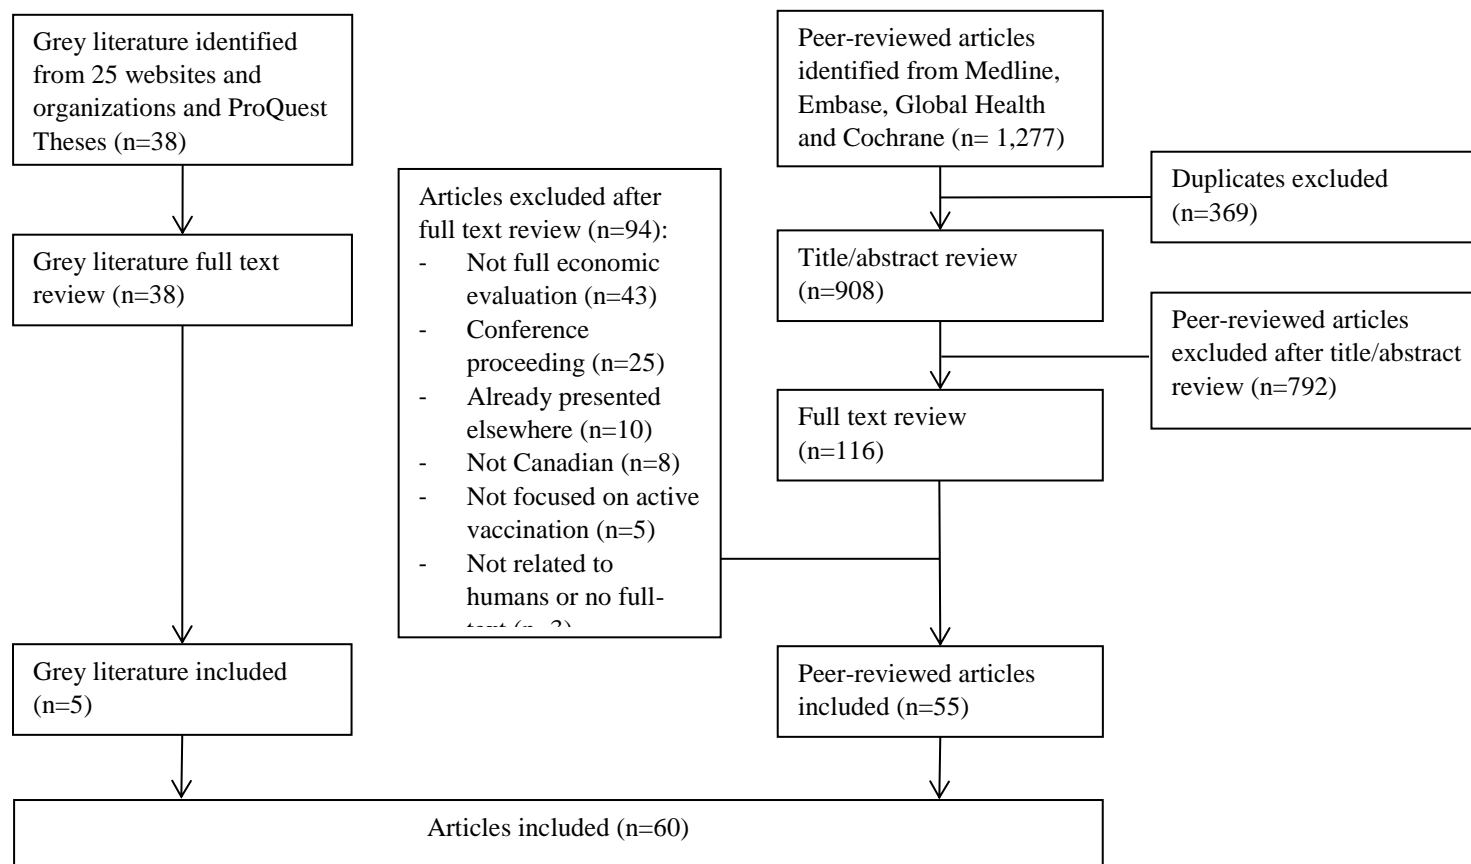 Grey literature identified
from 25 websites and
organizations and ProQuest
Theses (n=38)
Peer-reviewed articles
identified from Medline,
Embase, Global Health
and Cochrane (n= 1,277)
Duplicates excluded
(n=369)
Articles excluded after
full text review (n=94):
- Not full economic
evaluation (n=43)
- Conference
proceeding (n=25)
- Already presented
elsewhere (n=10)
- Not Canadian (n=8)
- Not focused on active
vaccination (n=5)
- Not related to
humans or no full-
text (n=3)
Grey literature full text
review (n=38)
Title/abstract review
(n=908)
Peer-reviewed articles
excluded after title/abstract
review (n=792)
Full text review
(n=116)
Grey literature included
(n=5)
Peer-reviewed articles
included (n=55)
Articles included (n=60)